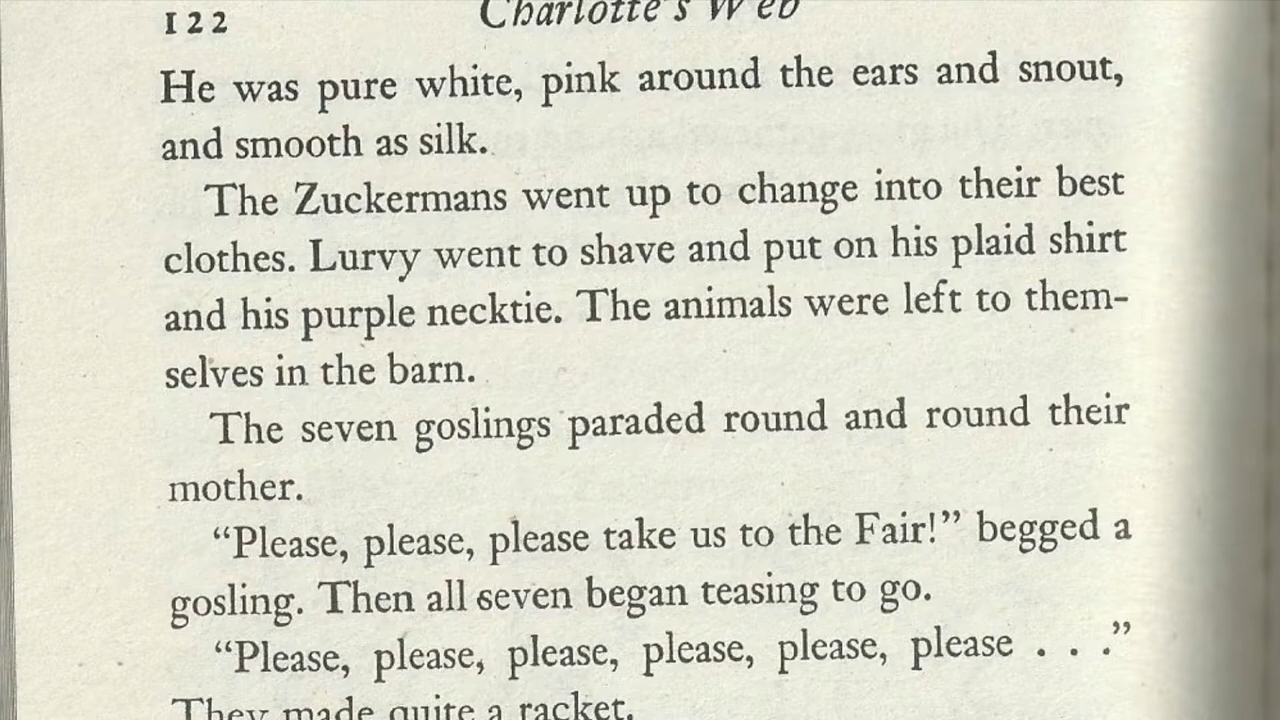 122 Charlotte's Web
He was pure white, pink around the ears and snout,
and smooth as silk.
The Zuckermans went up to change into their best
clothes. Lurvy went to shave and put on his plaid shirt
and his purple necktie. The animals were left to them-
selves in the barn.
The seven goslings paraded round and round their
mother.
“Please, please, please take us to the Fair!” begged a
gosling. Then all seven began teasing to go.
“Please, please, please, please, please, please . . .”
They made quite a racket.